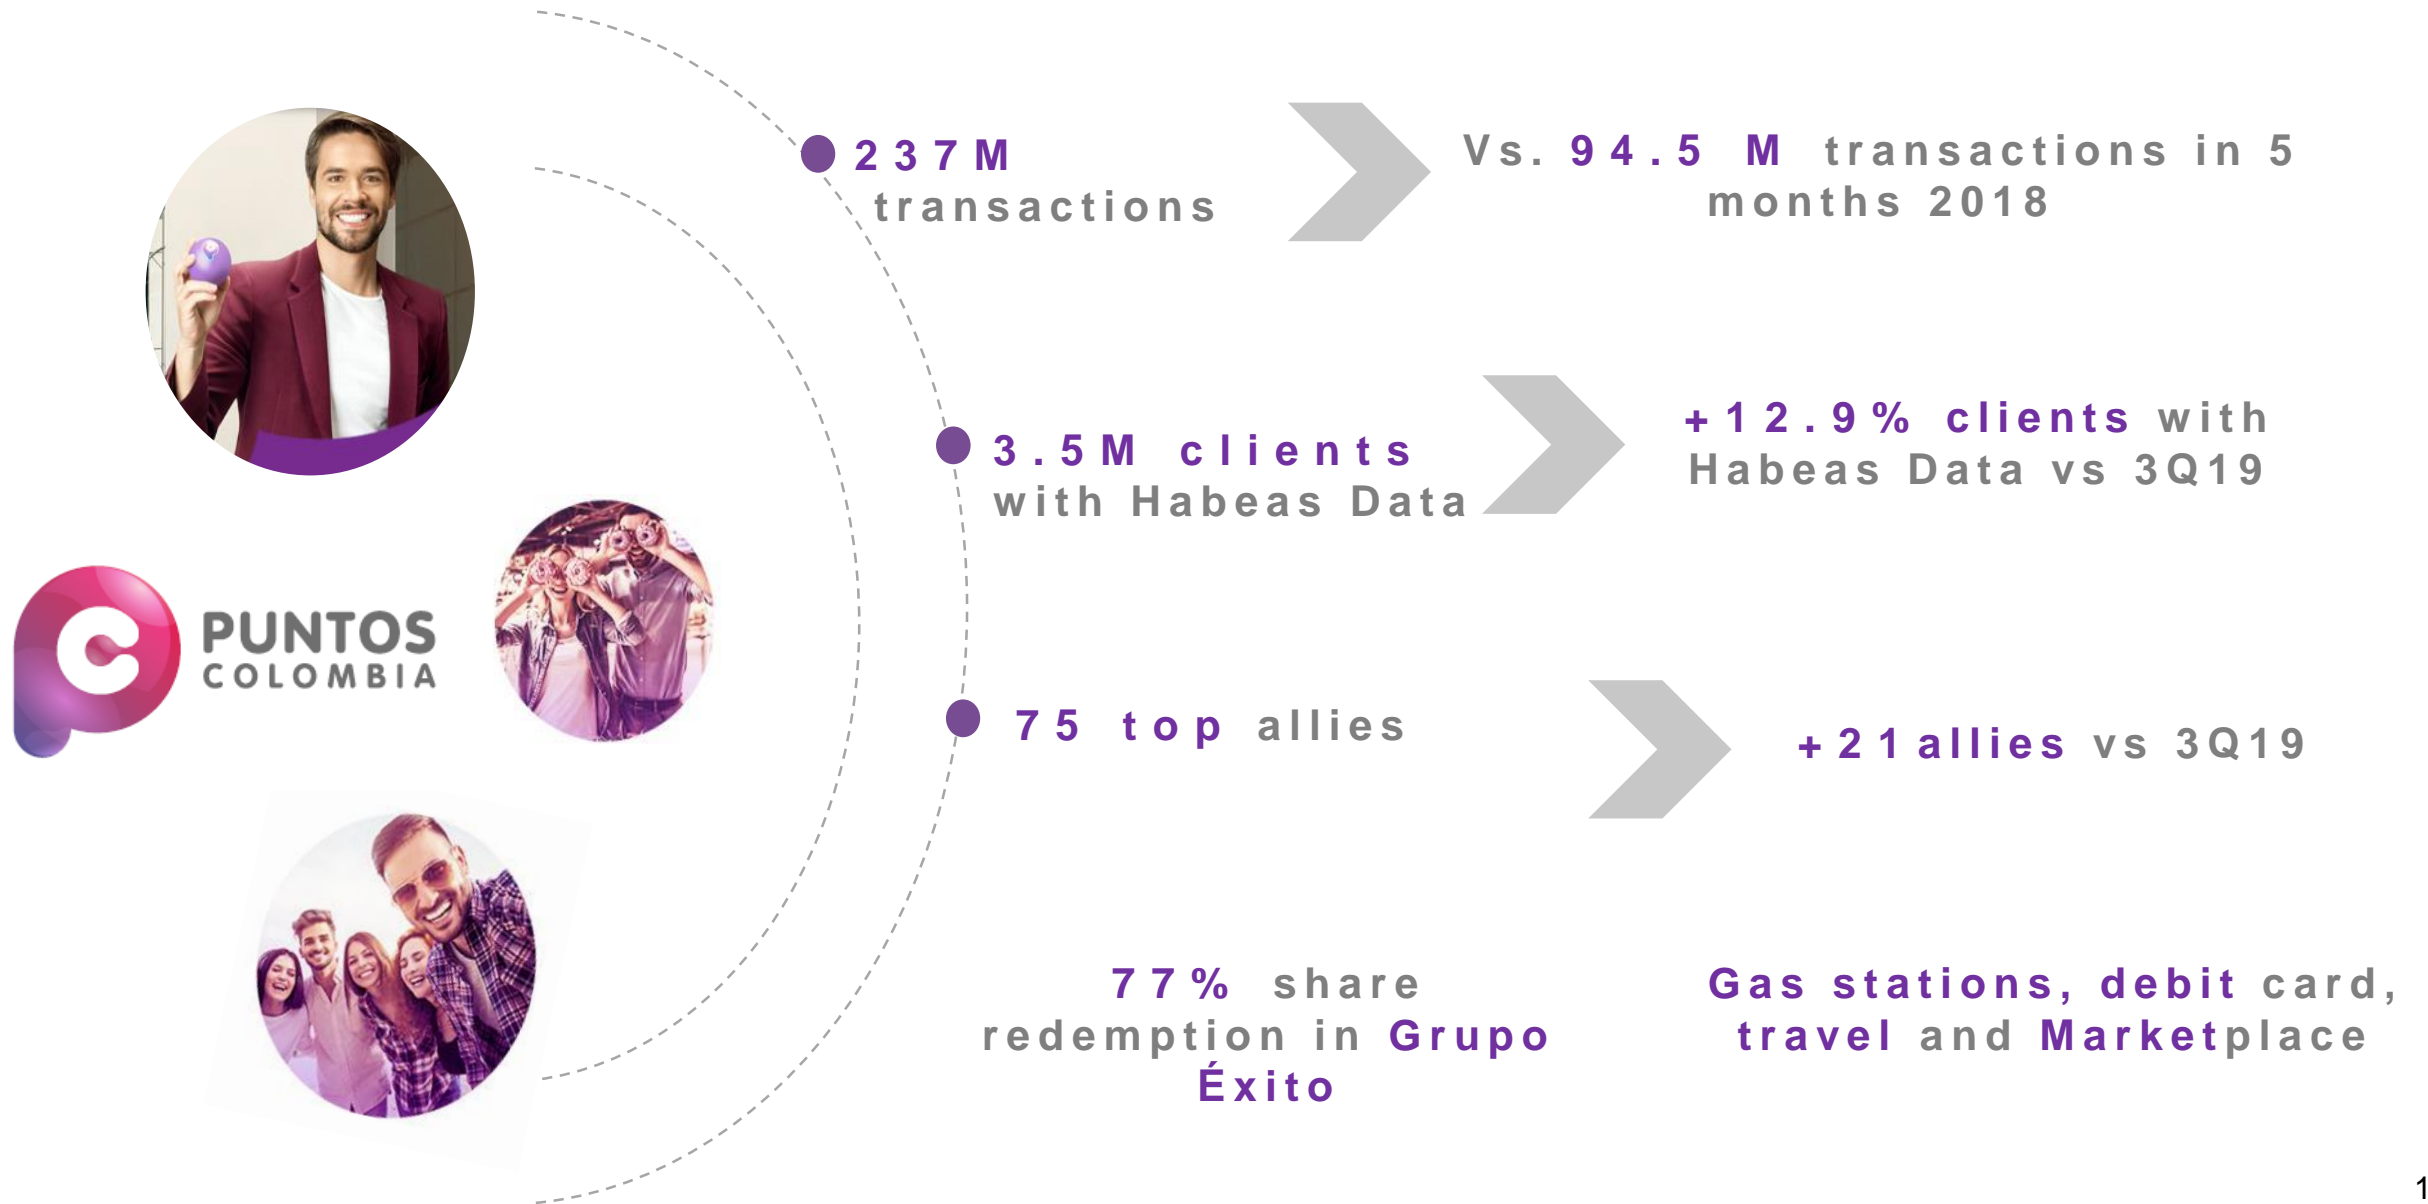 237M
transactions
Vs. 94.5 M transactions in 5
months 2018
3.5M clients
with Habeas Data
+12.9% clients with
Habeas Data vs 3Q19
PUNTOS
COLOMBIA
75 top allies
+21allies vs 3Q19
77% share
redemption in Grupo
Éxito
Gas stations, debit card,
travel and Marketplace
1